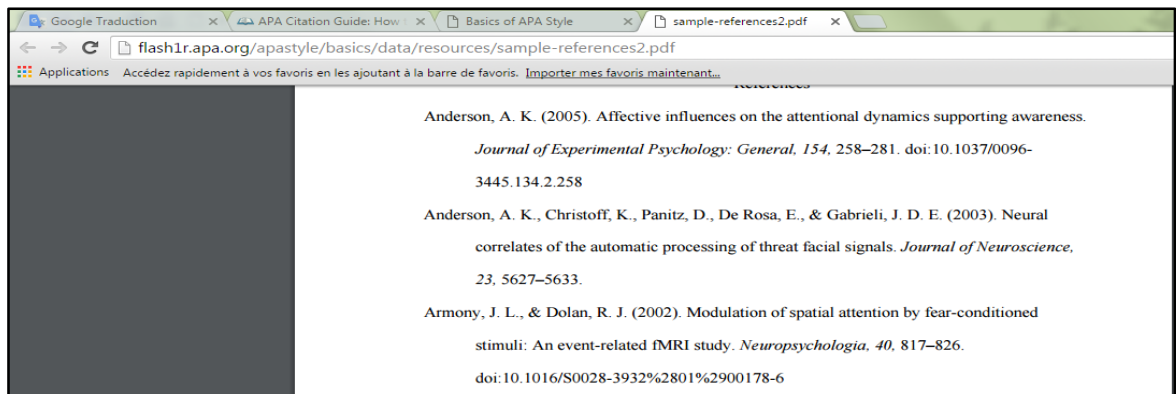 Google Traduction
APA Citation Guide: How
Basics of APA Style
sample-references2.pdf
flash1r.apa.org/apastyle/basics/data/resources/sample-references2.pdf
Applications Accédez rapidement à vos favoris en les ajoutant à la barre de favoris. Importer mes favoris maintenant...
References
Anderson, A. K. (2005). Affective influences on the attentional dynamics supporting awareness.
Journal of Experimental Psychology: General, 154, 258–281. doi:10.1037/0096-
3445.134.2.258
Anderson, A. K., Christoff, K., Panitz, D., De Rosa, E., & Gabrieli, J. D. E. (2003). Neural
correlates of the automatic processing of threat facial signals. Journal of Neuroscience,
23, 5627–5633.
Armony, J. L., & Dolan, R. J. (2002). Modulation of spatial attention by fear-conditioned
stimuli: An event-related fMRI study. Neuropsychologia, 40, 817–826.
doi:10.1016/S0028-3932%2801%2900178-6